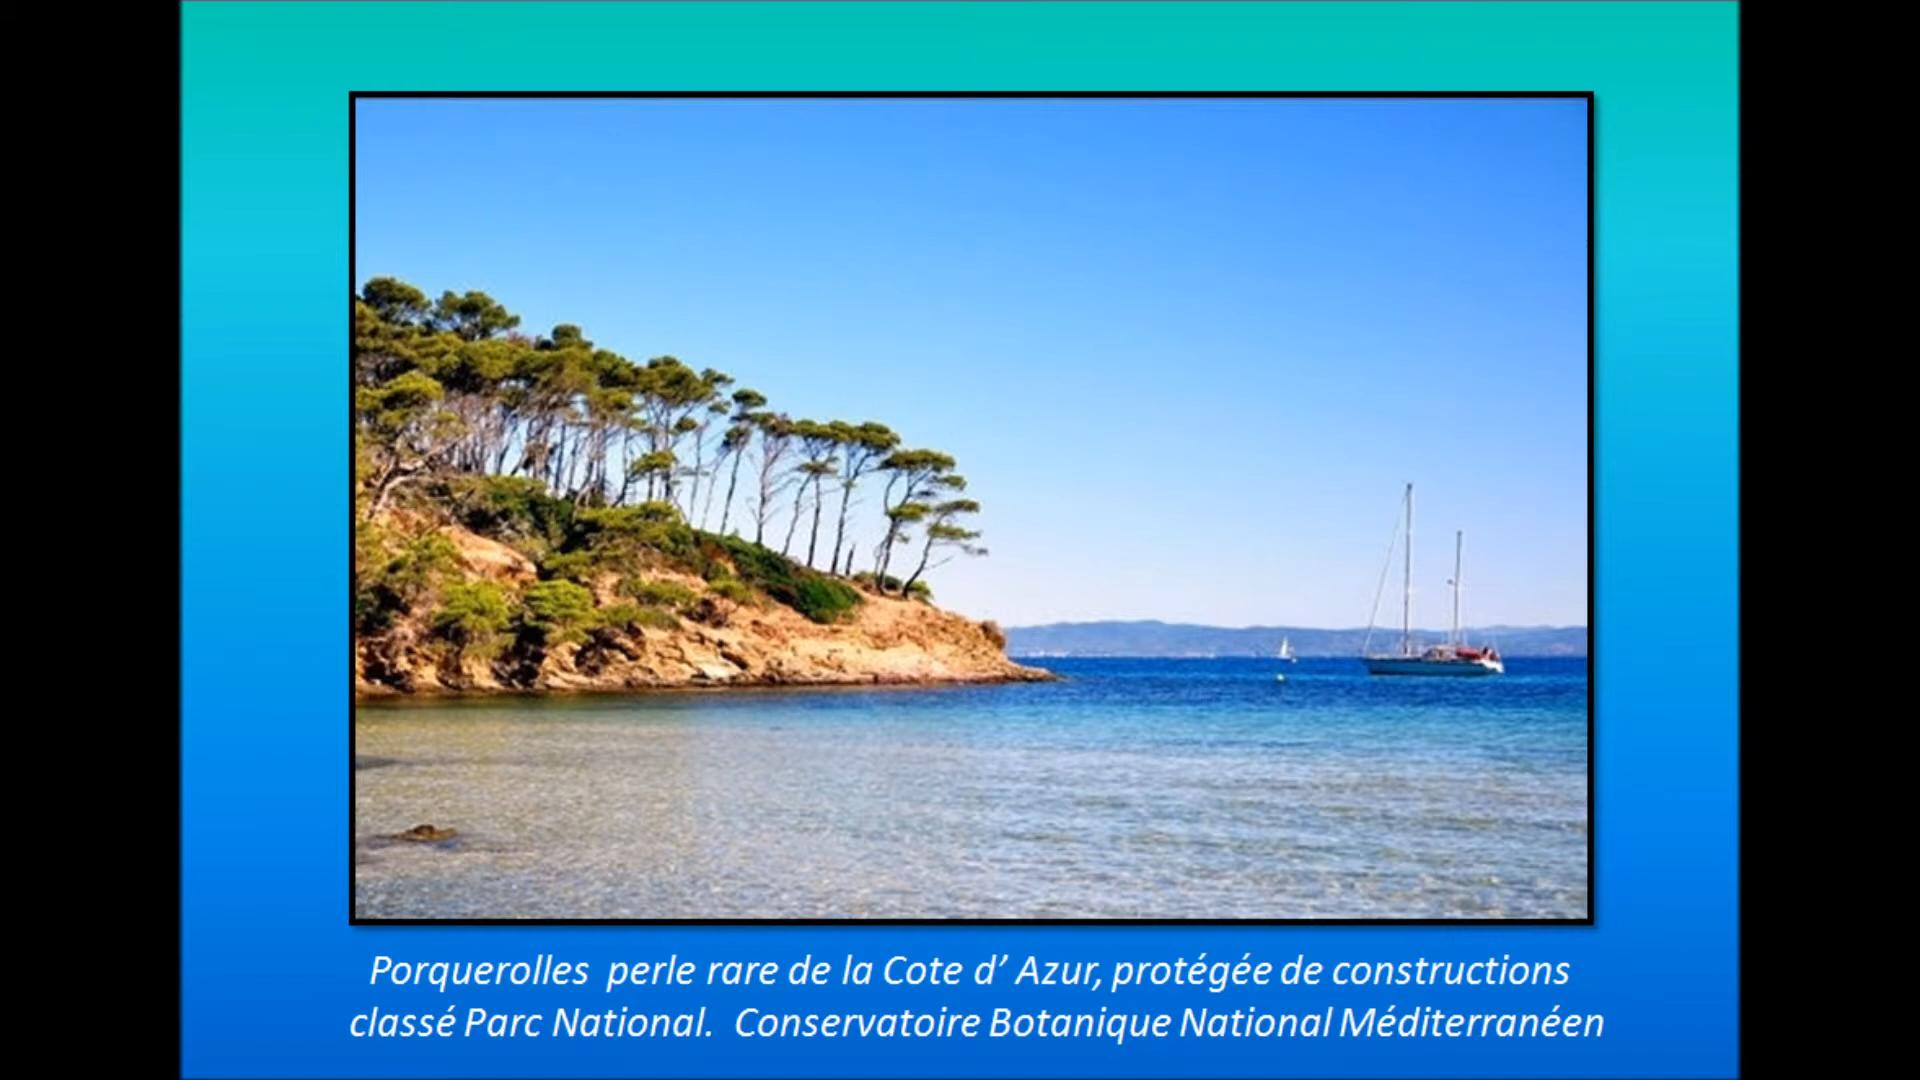 Porquerolles perle rare de la Cote d’ Azur, protégée de constructions
classé Parc National. Conservatoire Botanique National Méditerranéen